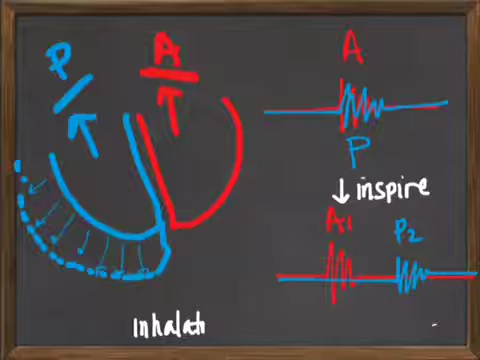 P
A
A
P
↓ inspire
A1
P2
Inhalati